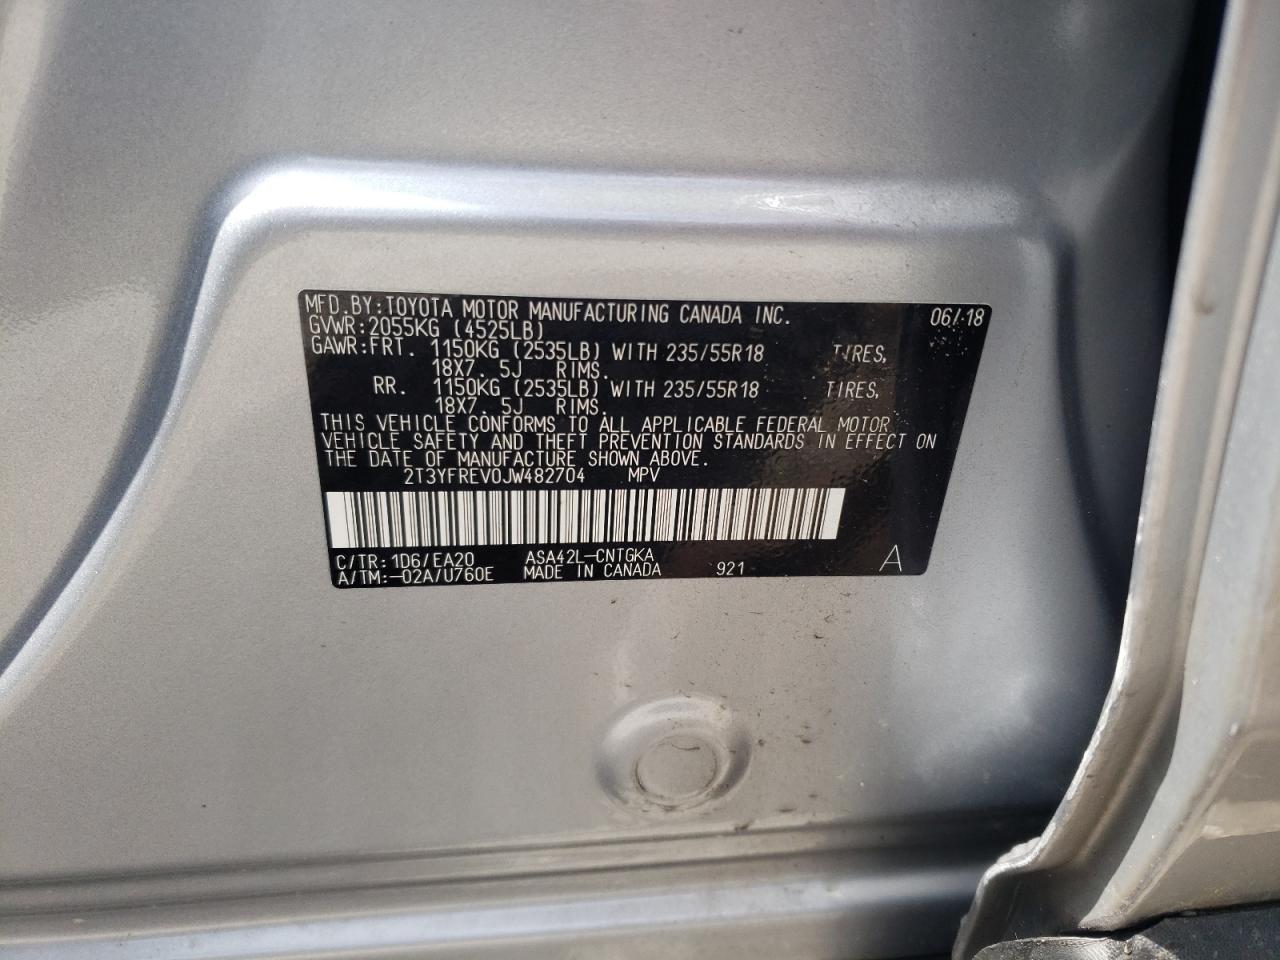 MFD.BY:TOYOTA MOTOR MANUFACTURING CANADA INC. 06/18
GVWR:2055KG (4525LB)
GAWR:FRT. 1150KG (2535LB) WITH 235/55R18 TIRES,
18X7. 5J RIMS.
RR. 1150KG (2535LB) WITH 235/55R18 TIRES,
18X7. 5J RIMS.
THIS VEHICLE CONFORMS TO ALL APPLICABLE FEDERAL MOTOR
VEHICLE SAFETY AND THEFT PREVENTION STANDARDS IN EFFECT ON
THE DATE OF MANUFACTURE SHOWN ABOVE.
2T3YFREV0JW482704 MPV
C/TR:1D6/EA20 ASA42L-CNTGKA
A/TM:-02A/U760E MADE IN CANADA 921 A